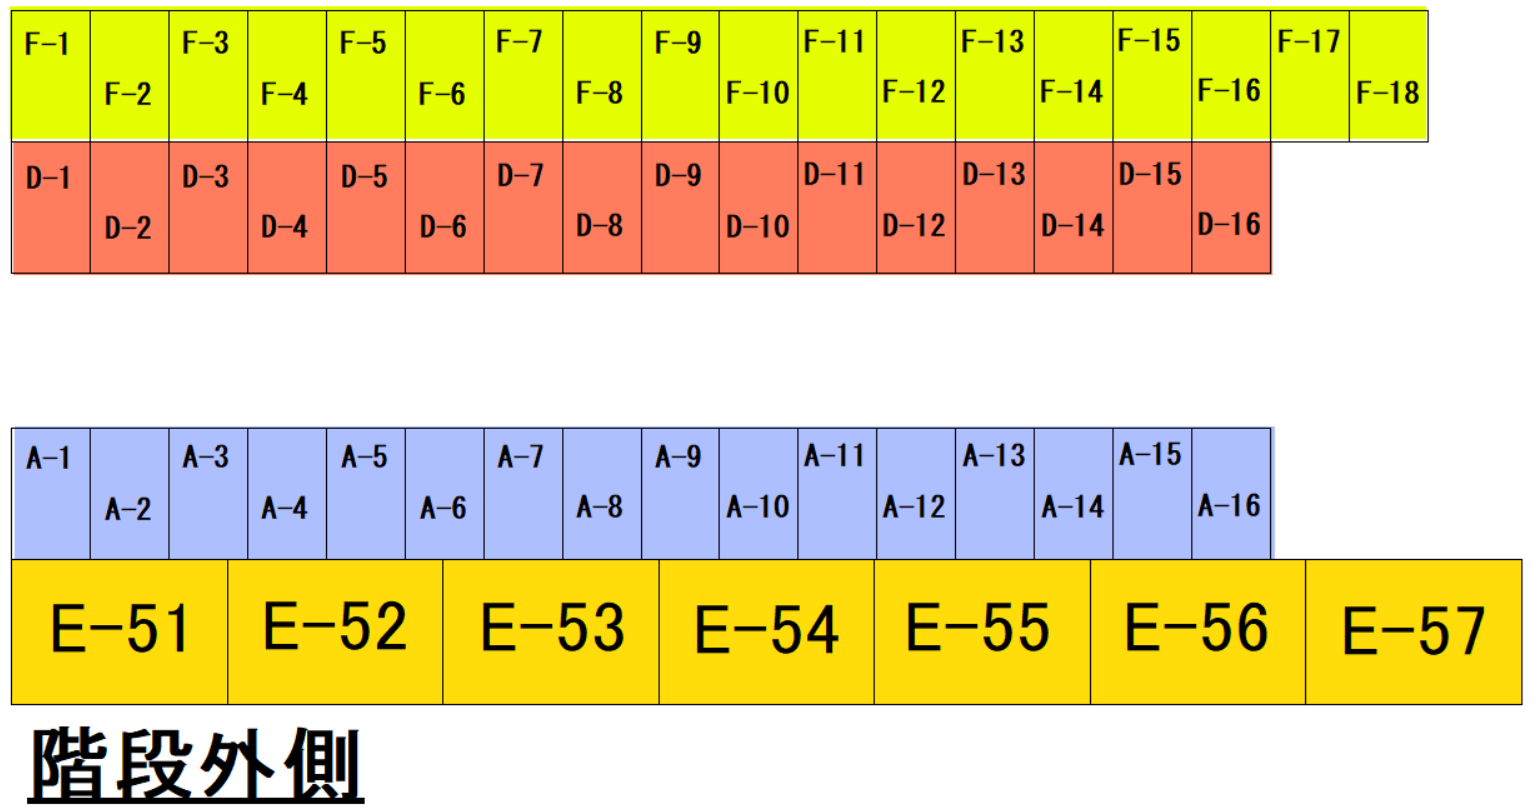 F-1 F-3 F-5 F-7 F-9 F-11 F-13 F-15 F-17
F-2 F-4 F-6 F-8 F-10 F-12 F-14 F-16 F-18
D-1 D-3 D-5 D-7 D-9 D-11 D-13 D-15
D-2 D-4 D-6 D-8 D-10 D-12 D-14 D-16
A-1 A-3 A-5 A-7 A-9 A-11 A-13 A-15
A-2 A-4 A-6 A-8 A-10 A-12 A-14 A-16
E-51 E-52 E-53 E-54 E-55 E-56 E-57
階段外側